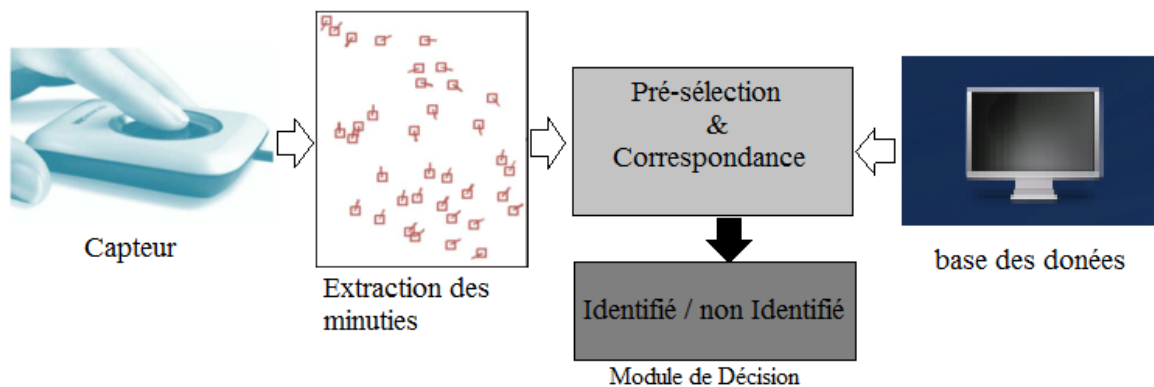 Capteur
Extraction des
minuties
Pré-sélection
&
Correspondance
base des donées
Identifié / non Identifié
Module de Décision